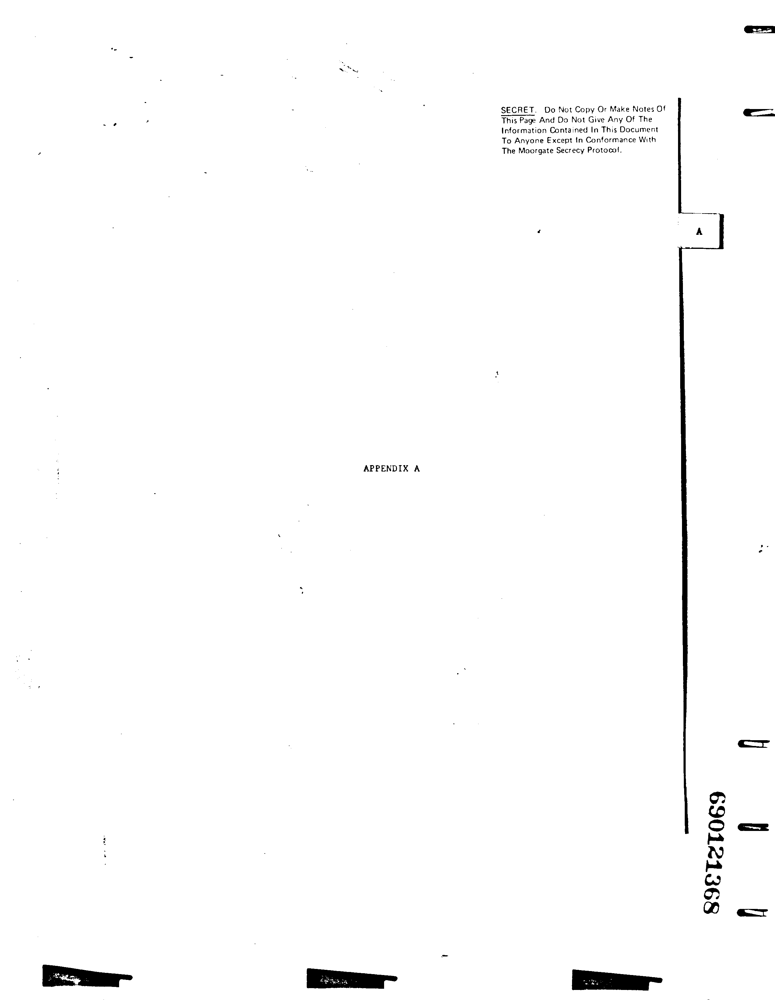 SECRET. Do Not Copy Or Make Notes Of
This Page And Do Not Give Any Of The
Information Contained In This Document
To Anyone Except In Conformance With
The Moorgate Secrecy Protocol.
A
APPENDIX A
690121368